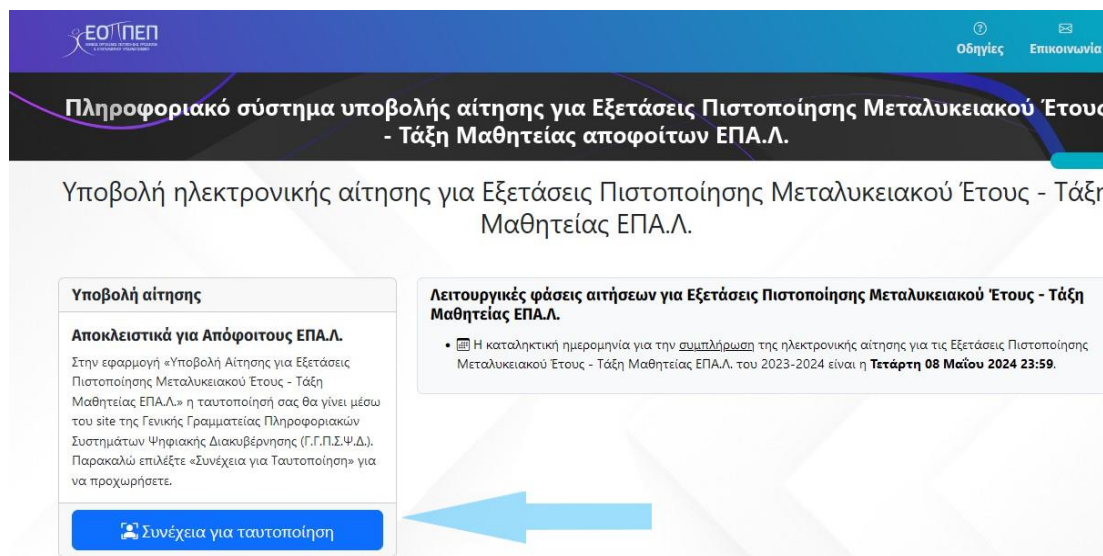 ΕΟΠΠΕΠ
Οδηγίες
Επικοινωνία
Πληροφοριακό σύστημα υποβολής αίτησης για Εξετάσεις Πιστοποίησης Μεταλυκειακού Έτους
- Τάξη Μαθητείας αποφοίτων ΕΠΑ.Λ.
Υποβολή ηλεκτρονικής αίτησης για Εξετάσεις Πιστοποίησης Μεταλυκειακού Έτους - Τάξη
Μαθητείας ΕΠΑ.Λ.
Υποβολή αίτησης
Αποκλειστικά για Απόφοιτους ΕΠΑ.Λ.
Στην εφαρμογή «Υποβολή Αίτησης για Εξετάσεις
Πιστοποίησης Μεταλυκειακού Έτους - Τάξη
Μαθητείας ΕΠΑ.Λ.» η ταυτοποίησή σας θα γίνει μέσω
του site της Γενικής Γραμματείας Πληροφοριακών
Συστημάτων Ψηφιακής Διακυβέρνησης (Γ.Γ.Π.Σ.Ψ.Δ.).
Παρακαλώ επιλέξτε «Συνέχεια για Ταυτοποίηση» για
να προχωρήσετε.
Συνέχεια για ταυτοποίηση
Λειτουργικές φάσεις αιτήσεων για Εξετάσεις Πιστοποίησης Μεταλυκειακού Έτους - Τάξη
Μαθητείας ΕΠΑ.Λ.
• Η καταληκτική ημερομηνία για την συμπλήρωση της ηλεκτρονικής αίτησης για τις Εξετάσεις Πιστοποίησης
Μεταλυκειακού Έτους - Τάξη Μαθητείας ΕΠΑ.Λ. του 2023-2024 είναι η Τετάρτη 08 Μαΐου 2024 23:59.